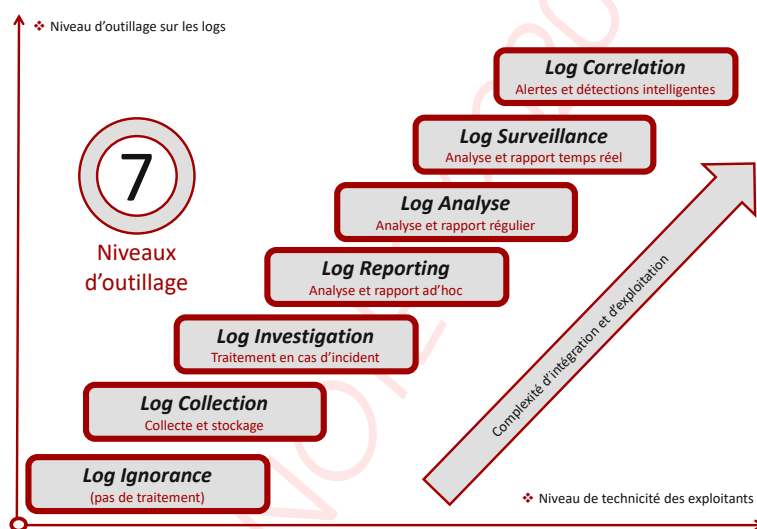 ❖ Niveau d'outillage sur les logs
Log Correlation
Alertes et détections intelligentes
Log Surveillance
Analyse et rapport temps réel
7
Niveaux
d'outillage
Log Analyse
Analyse et rapport régulier
Log Reporting
Analyse et rapport ad'hoc
Log Investigation
Traitement en cas d'incident
Log Collection
Collecte et stockage
Log Ignorance
(pas de traitement)
Complexité d'intégration et d'exploitation
❖ Niveau de technicité des exploitants